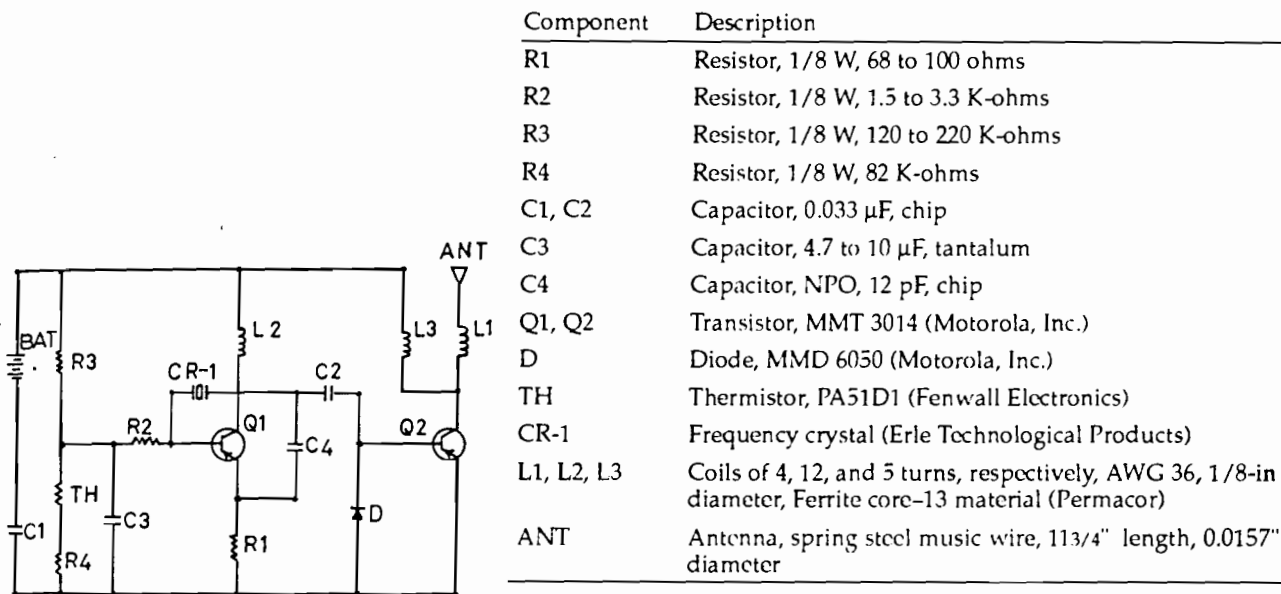 Component Description
R1 Resistor, 1/8 W, 68 to 100 ohms
R2 Resistor, 1/8 W, 1.5 to 3.3 K-ohms
R3 Resistor, 1/8 W, 120 to 220 K-ohms
R4 Resistor, 1/8 W, 82 K-ohms
C1, C2 Capacitor, 0.033 µF, chip
C3 Capacitor, 4.7 to 10 µF, tantalum
C4 Capacitor, NPO, 12 pF, chip
Q1, Q2 Transistor, MMT 3014 (Motorola, Inc.)
D Diode, MMD 6050 (Motorola, Inc.)
TH Thermistor, PA51D1 (Fenwall Electronics)
CR-1 Frequency crystal (Erle Technological Products)
L1, L2, L3 Coils of 4, 12, and 5 turns, respectively, AWG 36, 1/8-in
diameter, Ferrite core–13 material (Permacor)
ANT Antenna, spring steel music wire, 11 3/4" length, 0.0157"
diameter
ANT
L2
L3
L1
BAT
R3
CR-1
C2
R2
Q1
Q2
C4
TH
C3
D
C1
R4
R1